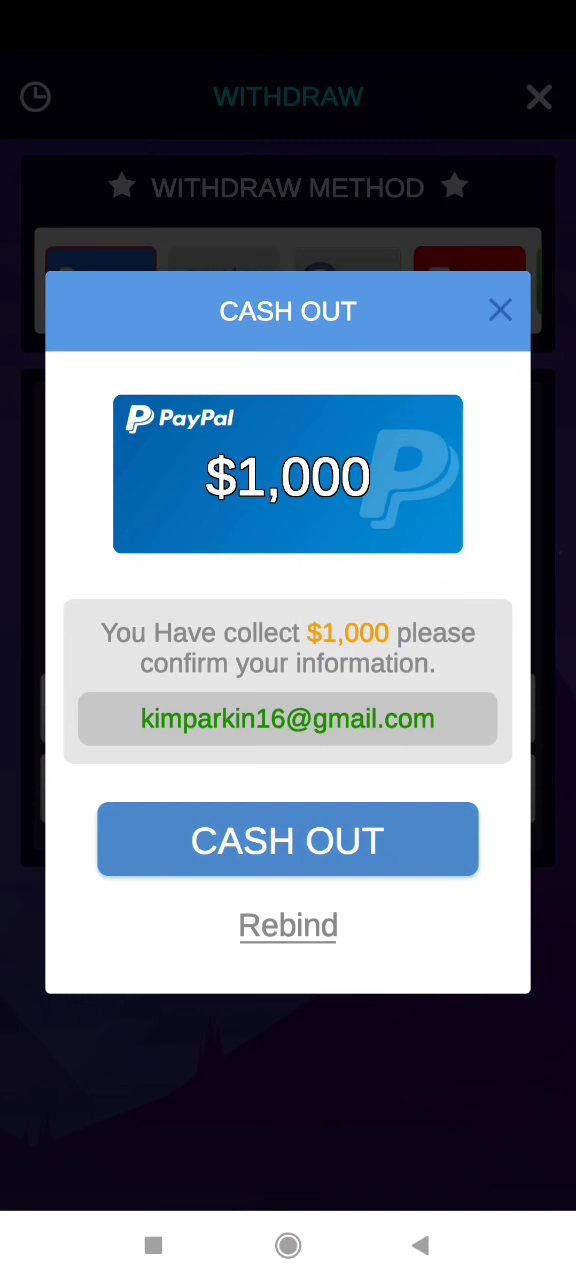 WITHDRAW
WITHDRAW METHOD
CASH OUT
PayPal
$1,000
You Have collect $1,000 please
confirm your information.
kimparkin16@gmail.com
CASH OUT
Rebind